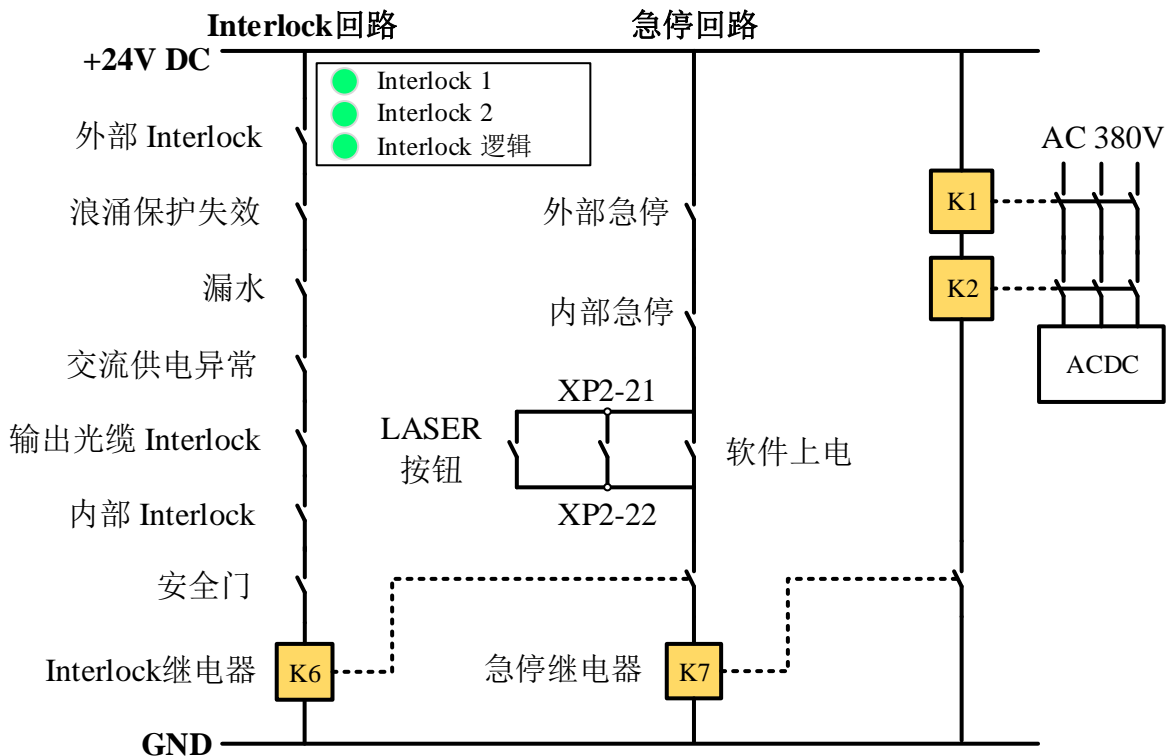 Interlock回路
急停回路
+24V DC
Interlock 1
Interlock 2
Interlock 逻辑
外部 Interlock
浪涌保护失效
漏水
交流供电异常
输出光缆 Interlock
内部 Interlock
安全门
Interlock继电器
K6
GND
外部急停
内部急停
XP2-21
LASER
按钮
软件上电
XP2-22
急停继电器
K7
K1
K2
AC 380V
ACDC